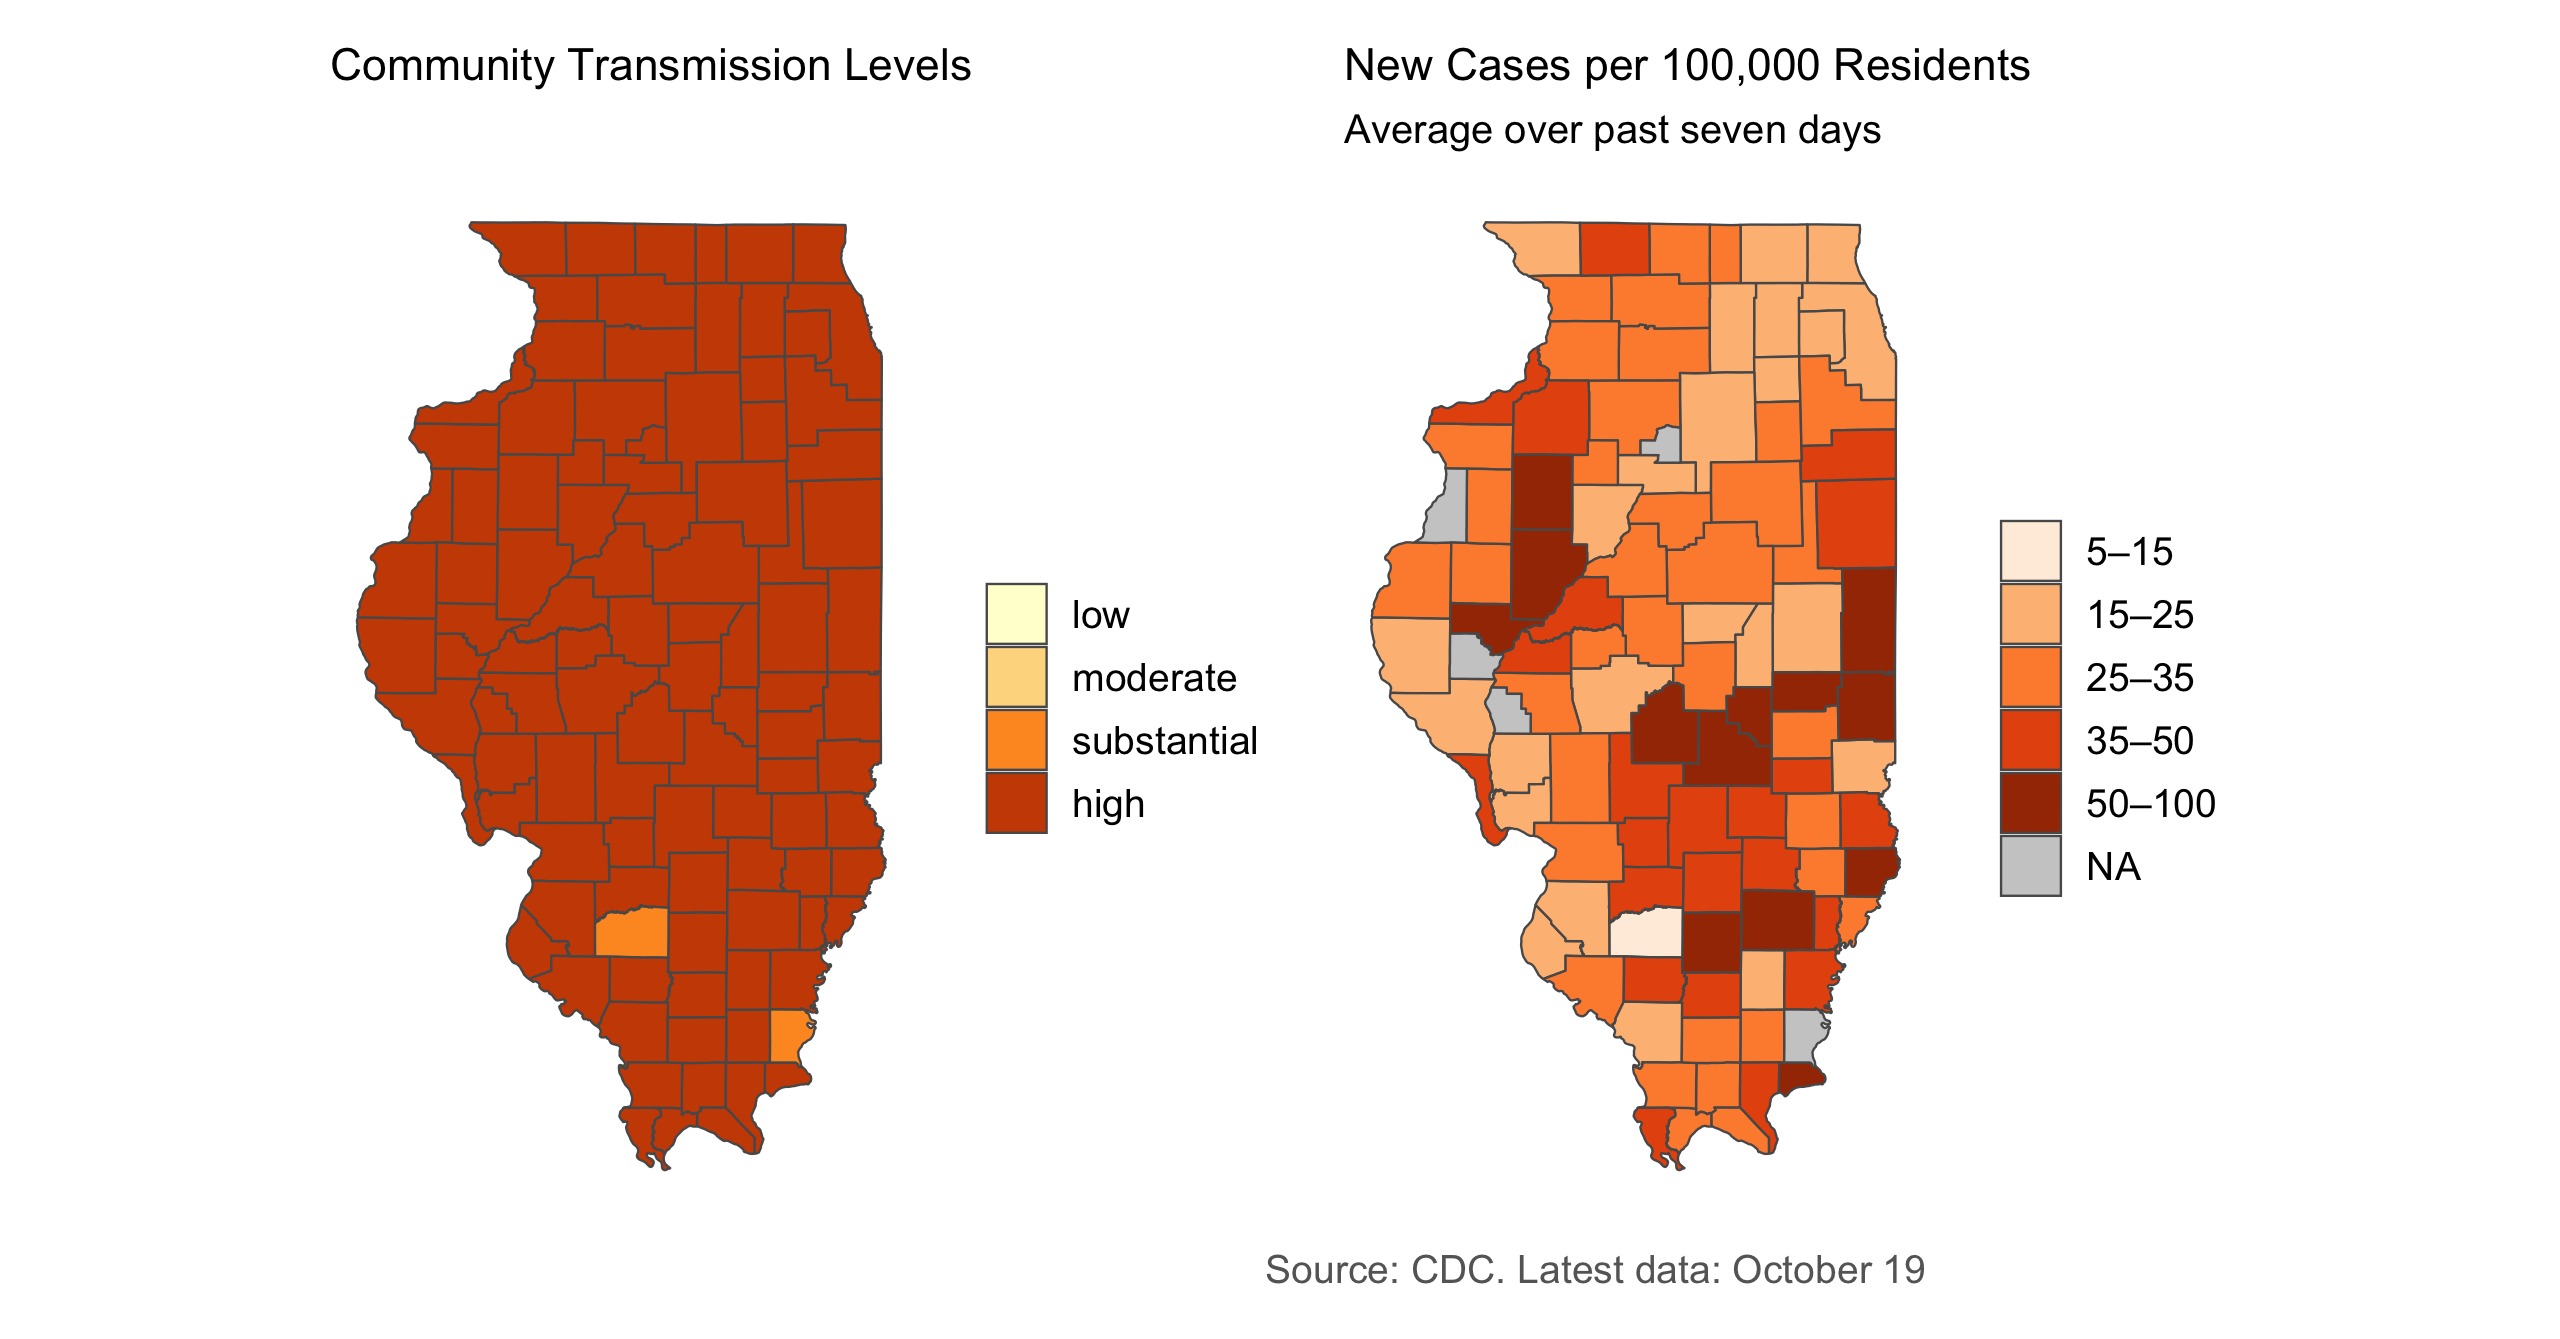 Community Transmission Levels
low
moderate
substantial
high
New Cases per 100,000 Residents
Average over past seven days
5–15
15–25
25–35
35–50
50–100
NA
Source: CDC. Latest data: October 19